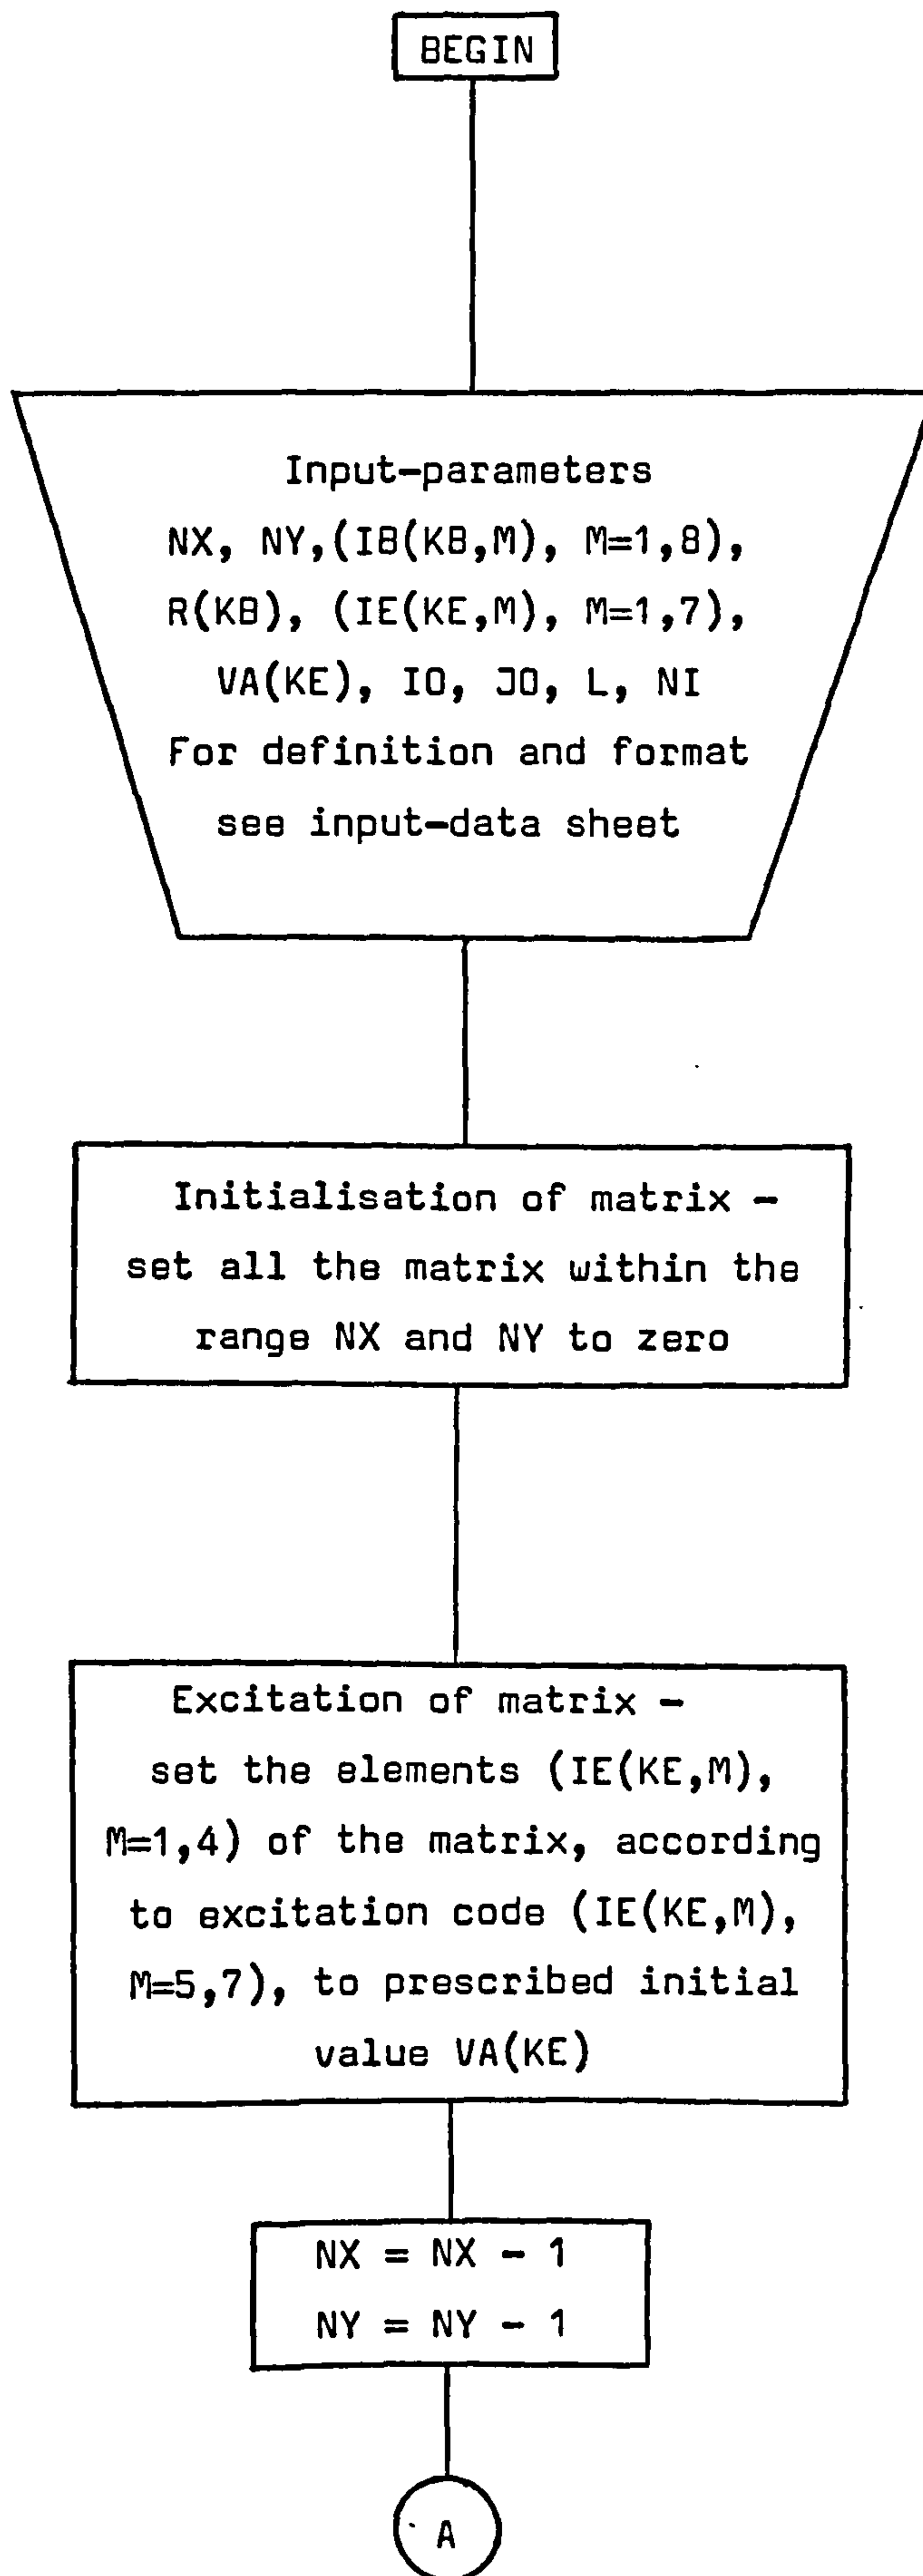 BEGIN
Input-parameters
NX, NY,(IB(KB,M), M=1,8),
R(KB), (IE(KE,M), M=1,7),
VA(KE), IO, JO, L, NI
For definition and format
see input-data sheet
Initialisation of matrix -
set all the matrix within the
range NX and NY to zero
Excitation of matrix -
set the elements (IE(KE,M),
M=1,4) of the matrix, according
to excitation code (IE(KE,M),
M=5,7), to prescribed initial
value VA(KE)
NX = NX - 1
NY = NY - 1
A